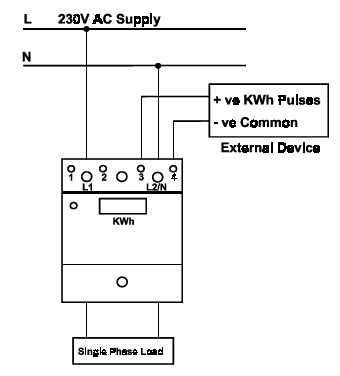 L 230V AC Supply
N
+ ve KWh Pulses
- ve Common
External Device
1 2 3 4
L1 L2/N
KWh
Single Phase Load